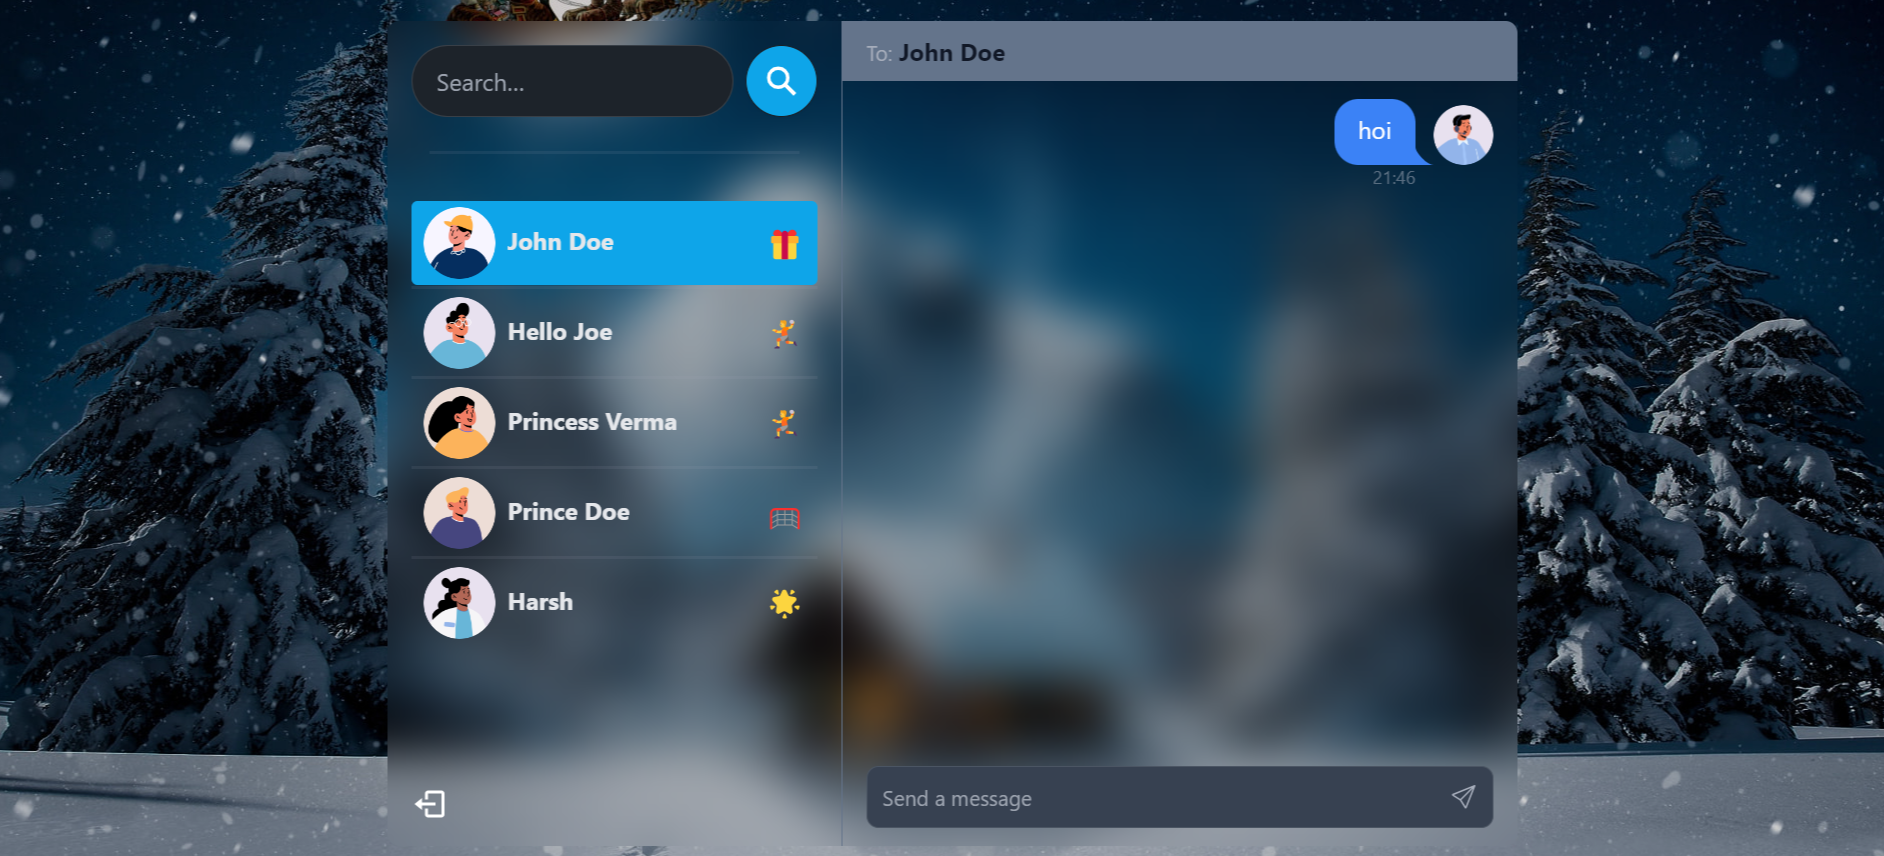 Search...
John Doe
Hello Joe
Princess Verma
Prince Doe
Harsh
To: John Doe
hoi
21:46
Send a message